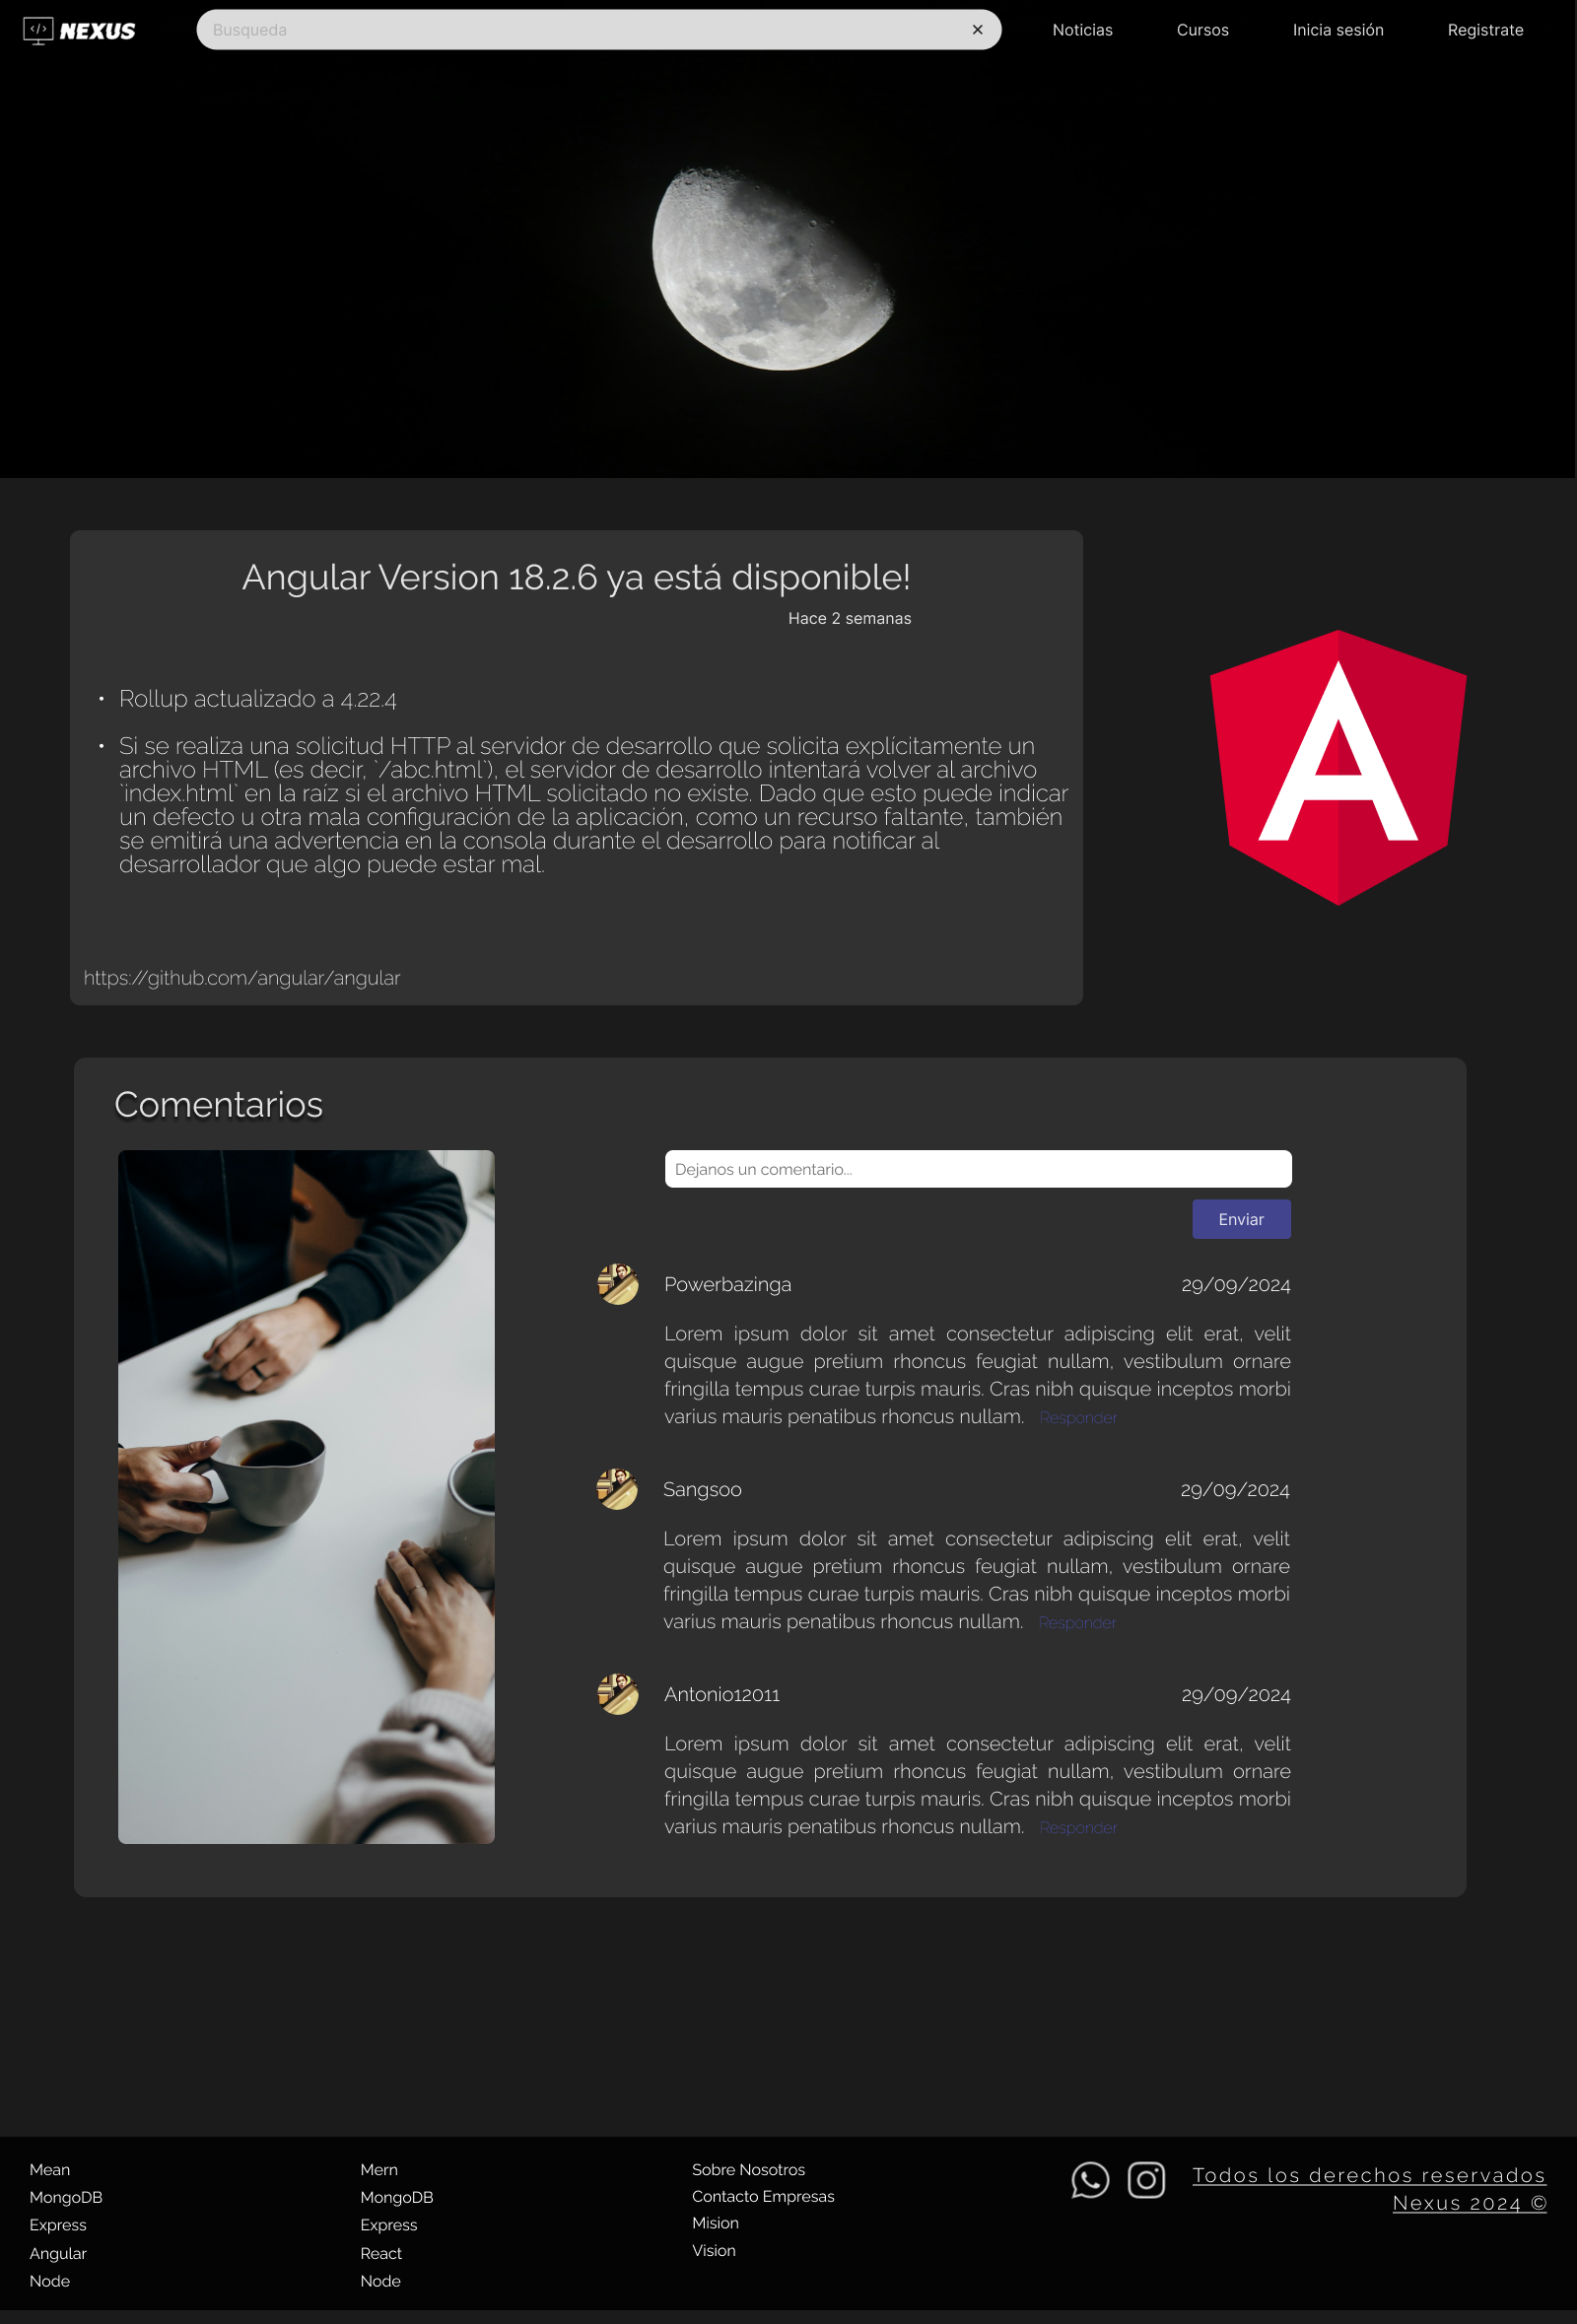 NEXUS
Busqueda
Noticias
Cursos
Inicia sesión
Registrate
Angular Version 18.2.6 ya está disponible!
Hace 2 semanas
• Rollup actualizado a 4.22.4
• Si se realiza una solicitud HTTP al servidor de desarrollo que solicita explícitamente un
archivo HTML (es decir, `/abc.html`), el servidor de desarrollo intentará volver al archivo
`index.html` en la raíz si el archivo HTML solicitado no existe. Dado que esto puede indicar
un defecto u otra mala configuración de la aplicación, como un recurso faltante, también
se emitirá una advertencia en la consola durante el desarrollo para notificar al
desarrollador que algo puede estar mal.
https://github.com/angular/angular
Comentarios
Dejanos un comentario...
Enviar
Powerbazinga
29/09/2024
Lorem ipsum dolor sit amet consectetur adipiscing elit erat, velit
quisque augue pretium rhoncus feugiat nullam, vestibulum ornare
fringilla tempus curae turpis mauris. Cras nibh quisque inceptos morbi
varius mauris penatibus rhoncus nullam. Responder
Sangsoo
29/09/2024
Lorem ipsum dolor sit amet consectetur adipiscing elit erat, velit
quisque augue pretium rhoncus feugiat nullam, vestibulum ornare
fringilla tempus curae turpis mauris. Cras nibh quisque inceptos morbi
varius mauris penatibus rhoncus nullam. Responder
Antonio12011
29/09/2024
Lorem ipsum dolor sit amet consectetur adipiscing elit erat, velit
quisque augue pretium rhoncus feugiat nullam, vestibulum ornare
fringilla tempus curae turpis mauris. Cras nibh quisque inceptos morbi
varius mauris penatibus rhoncus nullam. Responder
Mean
MongoDB
Express
Angular
Node
Mern
MongoDB
Express
React
Node
Sobre Nosotros
Contacto Empresas
Mision
Vision
Todos los derechos reservados
Nexus 2024 ©